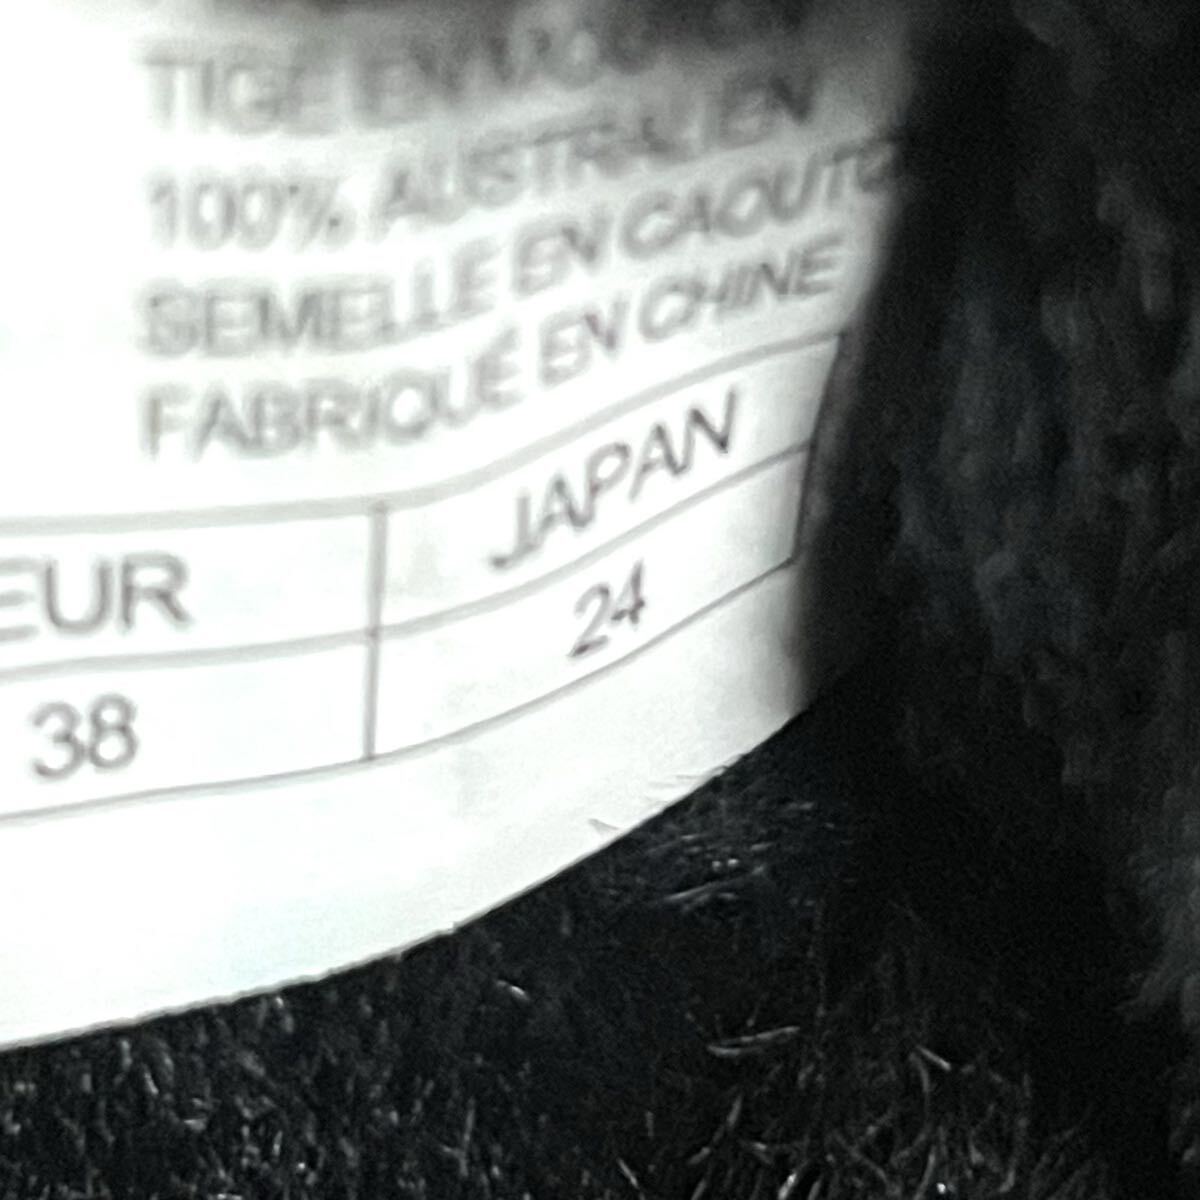 TIGE EN
100% AUSTRALIEN
SEMELLE EN CAOUTC
FABRIQUÉ EN CHINE
EUR JAPAN
38 24